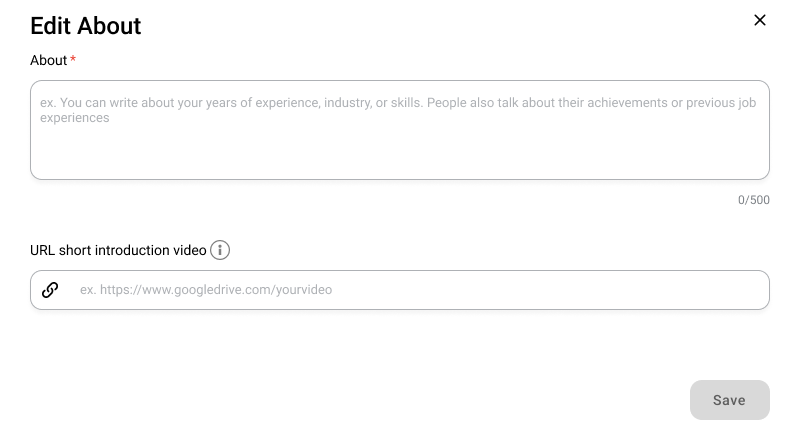 Edit About
About *
ex. You can write about your years of experience, industry, or skills. People also talk about their achievements or previous job
experiences
0/500
URL short introduction video
ex. https://www.googledrive.com/yourvideo
Save